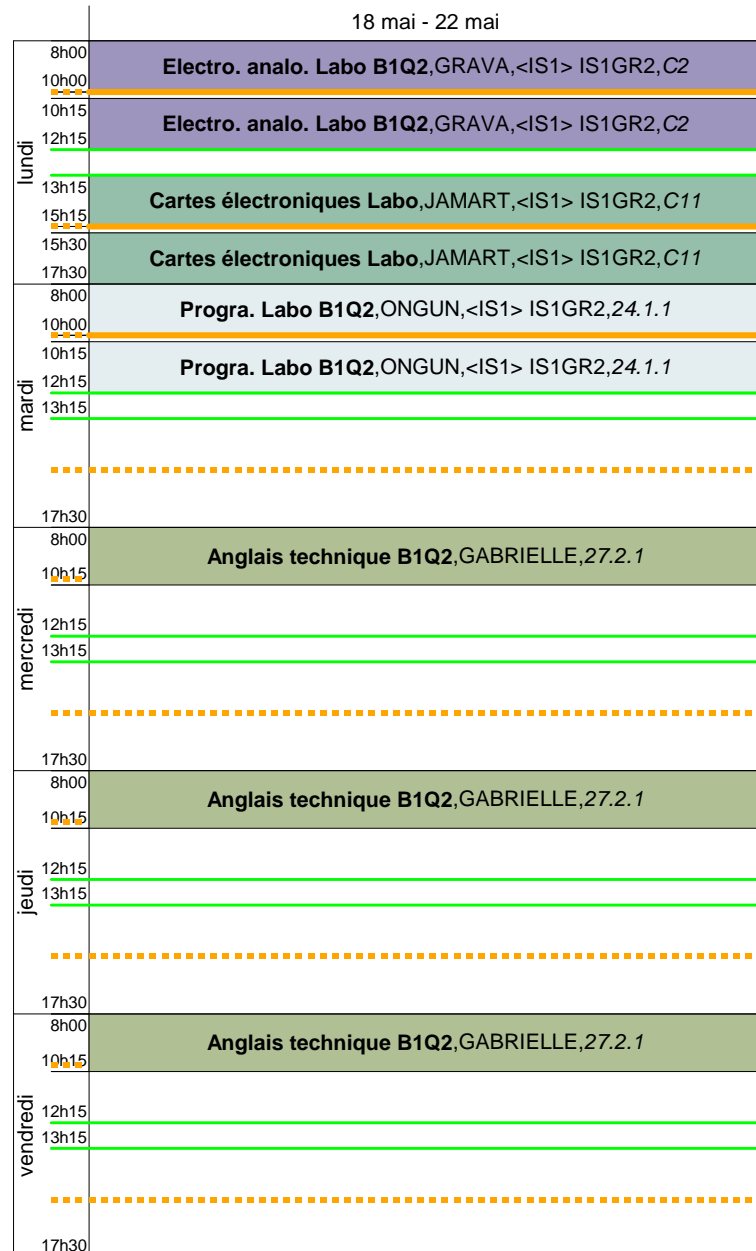 18 mai - 22 mai
lundi
8h00
Electro. analo. Labo B1Q2,GRAVA,<IS1> IS1GR2,C2
10h00
10h15
Electro. analo. Labo B1Q2,GRAVA,<IS1> IS1GR2,C2
12h15
13h15
Cartes électroniques Labo,JAMART,<IS1> IS1GR2,C11
15h15
15h30
Cartes électroniques Labo,JAMART,<IS1> IS1GR2,C11
17h30
mardi
8h00
Progra. Labo B1Q2,ONGUN,<IS1> IS1GR2,24.1.1
10h00
10h15
Progra. Labo B1Q2,ONGUN,<IS1> IS1GR2,24.1.1
12h15
13h15
17h30
mercredi
8h00
Anglais technique B1Q2,GABRIELLE,27.2.1
10h15
12h15
13h15
17h30
jeudi
8h00
Anglais technique B1Q2,GABRIELLE,27.2.1
10h15
12h15
13h15
17h30
vendredi
8h00
Anglais technique B1Q2,GABRIELLE,27.2.1
10h15
12h15
13h15
17h30